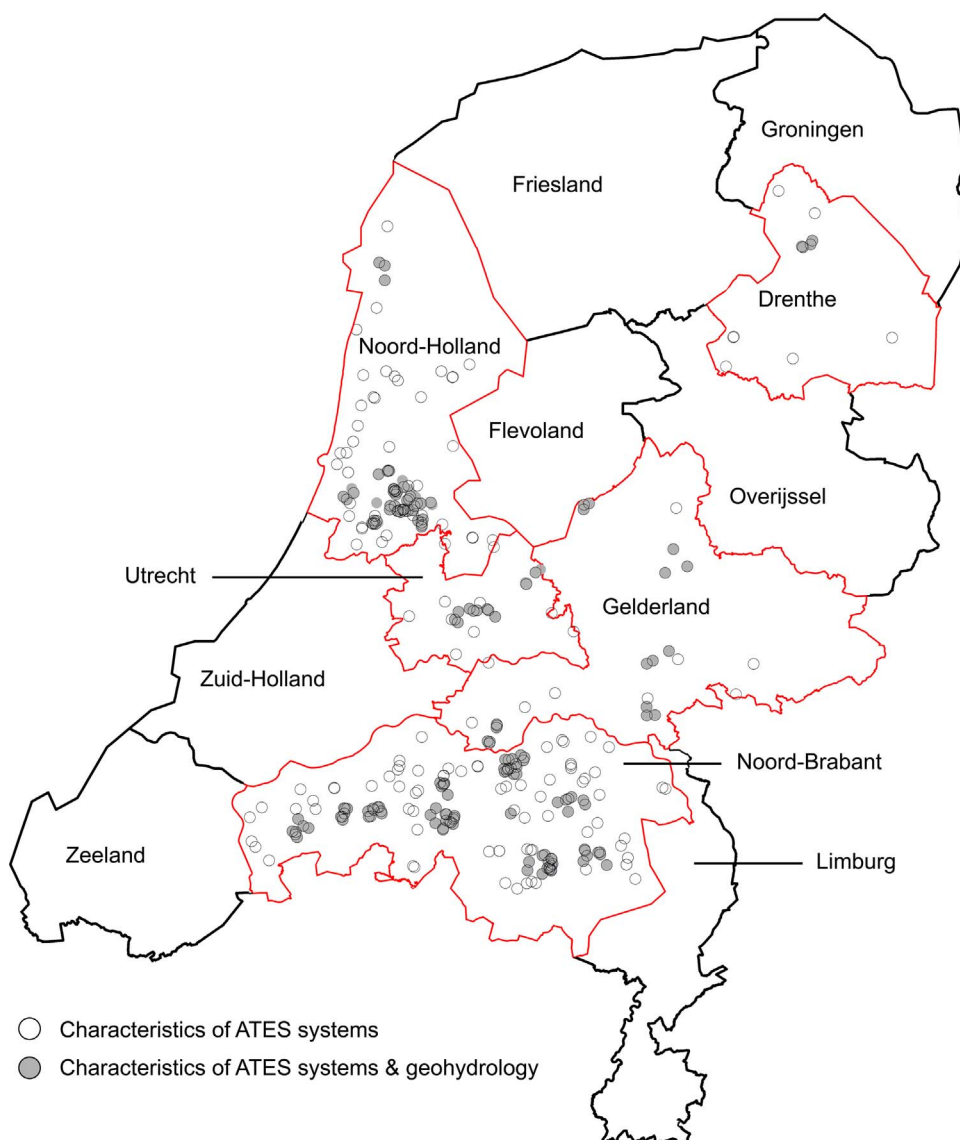 Groningen
Friesland
Drenthe
Noord-Holland
Flevoland
Overijssel
Utrecht
Gelderland
Zuid-Holland
Noord-Brabant
Zeeland
Limburg
Characteristics of ATES systems
Characteristics of ATES systems & geohydrology